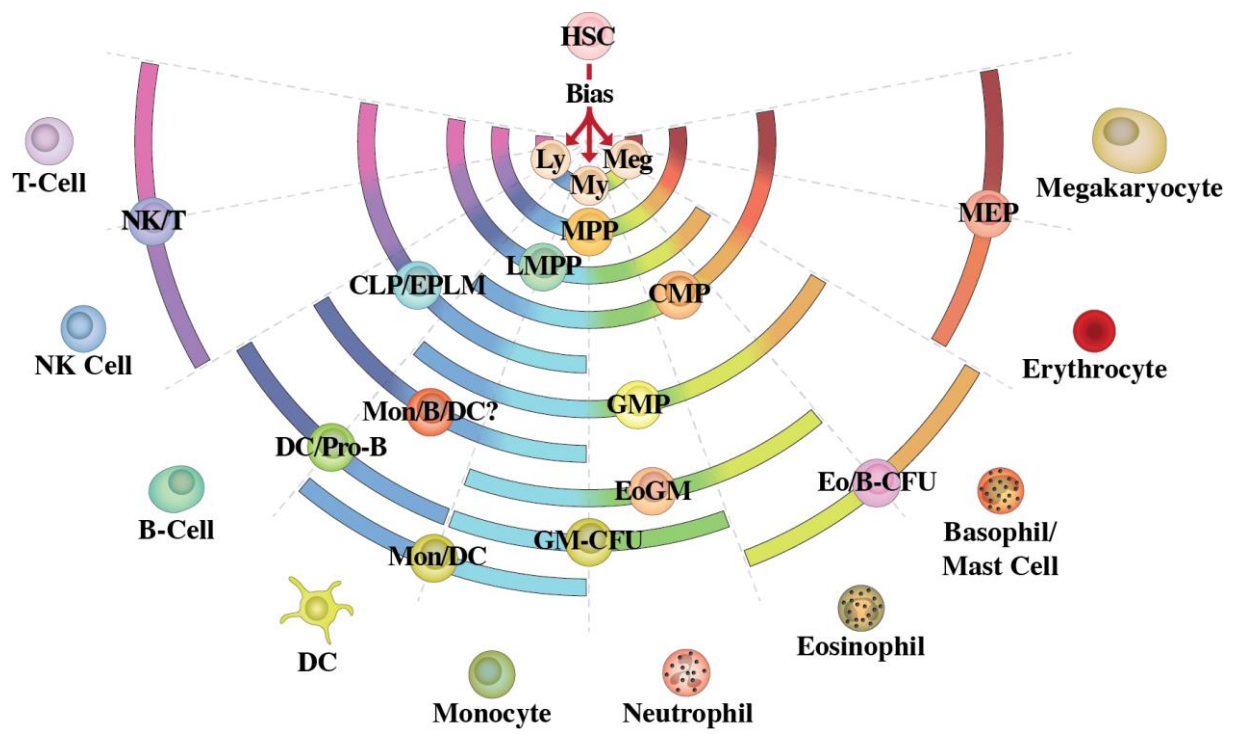 HSC
Bias
Ly
Meg
My
MPP
LMPP
CLP/EPLM
CMP
NK/T
MEP
T-Cell
Megakaryocyte
NK Cell
Erythrocyte
Mon/B/DC?
GMP
DC/Pro-B
EoGM
Eo/B-CFU
GM-CFU
Mon/DC
B-Cell
Basophil/
Mast Cell
DC
Eosinophil
Monocyte
Neutrophil